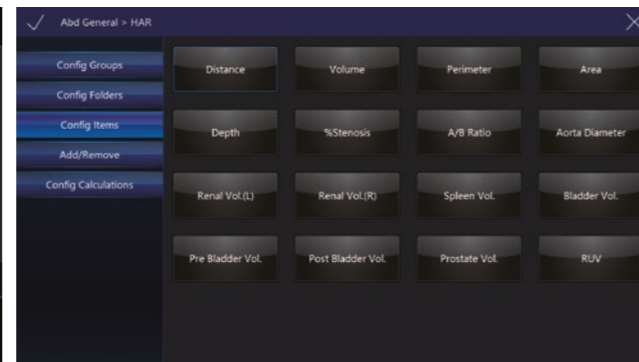 Abd General > HAR
Config Groups
Config Folders
Config Items
Add/Remove
Config Calculations
Distance Volume Perimeter Area
Depth %Stenosis A/B Ratio Aorta Diameter
Renal Vol.(L) Renal Vol.(R) Spleen Vol. Bladder Vol.
Pre Bladder Vol. Post Bladder Vol. Prostate Vol. RUV